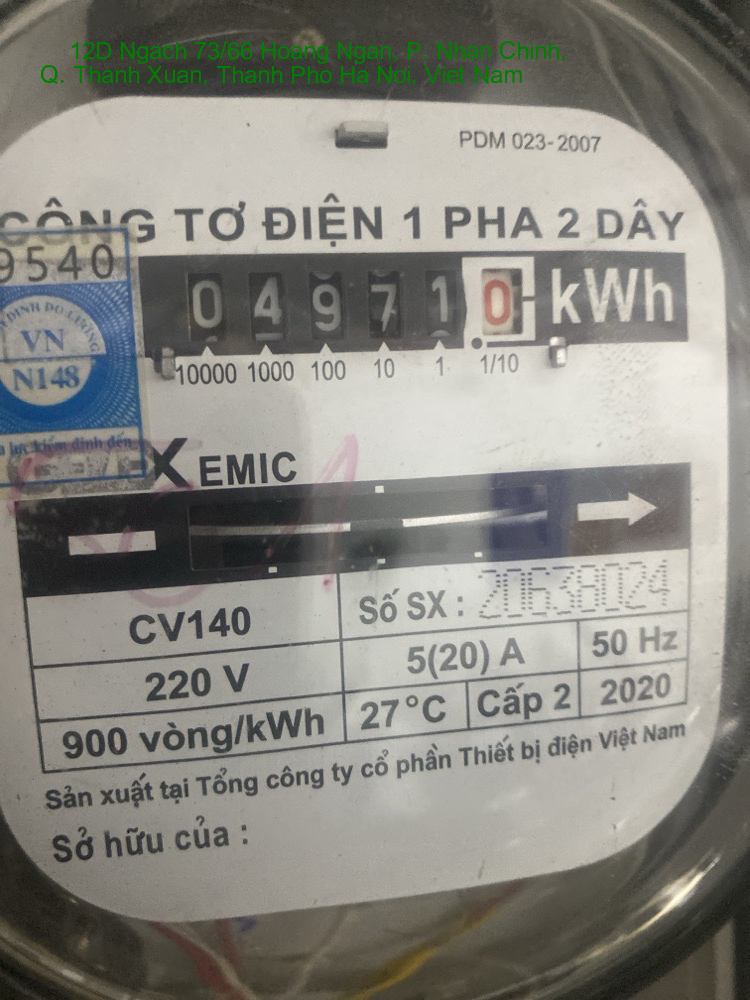 12D Ngach 73/66 Hoang Ngan, P. Nhan Chinh,
Q. Thanh Xuan, Thanh Pho Ha Noi, Viet Nam
PDM 023-2007
CÔNG TƠ ĐIỆN 1 PHA 2 DÂY
9540
0 4 9 7 1 0 kWh
10000 1000 100 10 1 1/10
VN
N148
kiểm định đến
EMIC
CV140
Số SX : 20638024
220 V
5(20) A
50 Hz
900 vòng/kWh
27°C
Cấp 2
2020
Sản xuất tại Tổng công ty cổ phần Thiết bị điện Việt Nam
Sở hữu của :